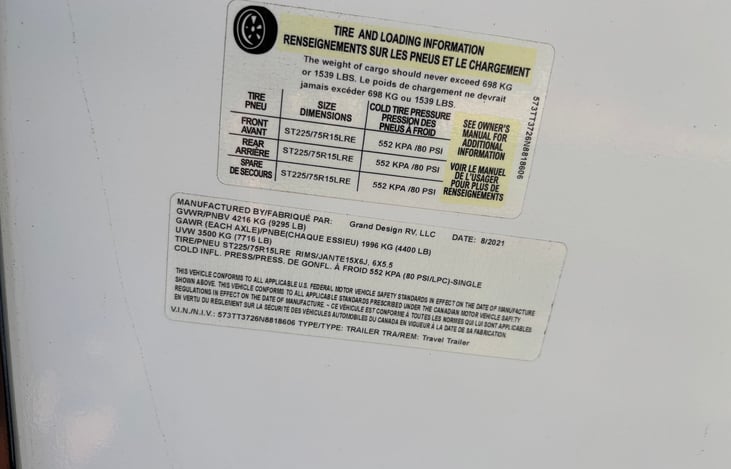 TIRE AND LOADING INFORMATION
RENSEIGNEMENTS SUR LES PNEUS ET LE CHARGEMENT
The weight of cargo should never exceed 698 KG
or 1539 LBS. Le poids de chargement ne devrait
jamais excéder 698 KG ou 1539 LBS.
TIRE PNEU SIZE DIMENSIONS COLD TIRE PRESSURE PRESSION DES PNEUS À FROID
FRONT AVANT ST225/75R15LRE 552 KPA /80 PSI
REAR ARRIÈRE ST225/75R15LRE 552 KPA /80 PSI
SPARE DE SECOURS ST225/75R15LRE 552 KPA /80 PSI
SEE OWNER'S
MANUAL FOR
ADDITIONAL
INFORMATION
VOIR LE MANUEL
DE L'USAGER
POUR PLUS DE
RENSEIGNEMENTS
573TT3726N8818606
MANUFACTURED BY/FABRIQUÉ PAR: Grand Design RV, LLC DATE: 8/2021
GVWR/PNBV 4216 KG (9295 LB)
GAWR (EACH AXLE)/PNBE(CHAQUE ESSIEU) 1996 KG (4400 LB)
UVW 3500 KG (7716 LB)
TIRE/PNEU ST225/75R15LRE RIMS/JANTE15X6J, 6X5.5
COLD INFL. PRESS/PRESS. DE GONFL. À FROID 552 KPA (80 PSI/LPC)-SINGLE
THIS VEHICLE CONFORMS TO ALL APPLICABLE U.S. FEDERAL MOTOR VEHICLE SAFETY STANDARDS IN EFFECT ON THE DATE OF MANUFACTURE
SHOWN ABOVE. THIS VEHICLE CONFORMS TO ALL APPLICABLE STANDARDS PRESCRIBED UNDER THE CANADIAN MOTOR VEHICLE SAFETY
REGULATIONS IN EFFECT ON THE DATE OF MANUFACTURE ~ CE VÉHICULE EST CONFORME À TOUTES LES NORMES QUI LUI SONT APPLICABLES
EN VERTU DU RÈGLEMENT SUR LA SÉCURITÉ DES VÉHICULES AUTOMOBILES DU CANADA EN VIGUEUR À LA DATE DE SA FABRICATION.
V.I.N./N.I.V.: 573TT3726N8818606 TYPE/TYPE: TRAILER TRA/REM: Travel Trailer